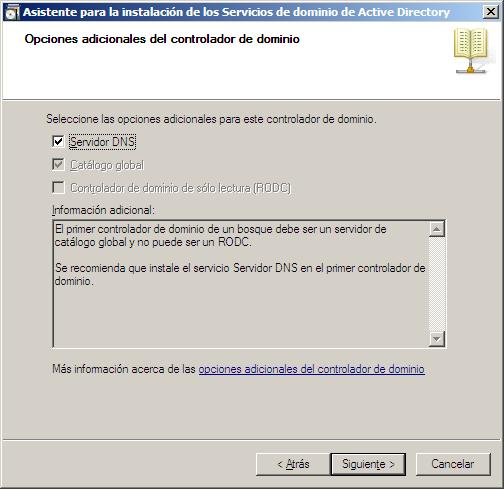 Asistente para la instalación de los Servicios de dominio de Active Directory
Opciones adicionales del controlador de dominio
Seleccione las opciones adicionales para este controlador de dominio.
Servidor DNS
Catálogo global
Controlador de dominio de sólo lectura (RODC)
Información adicional:
El primer controlador de dominio de un bosque debe ser un servidor de
catálogo global y no puede ser un RODC.
Se recomienda que instale el servicio Servidor DNS en el primer controlador de
dominio.
Más información acerca de las opciones adicionales del controlador de dominio
< Atrás
Siguiente >
Cancelar